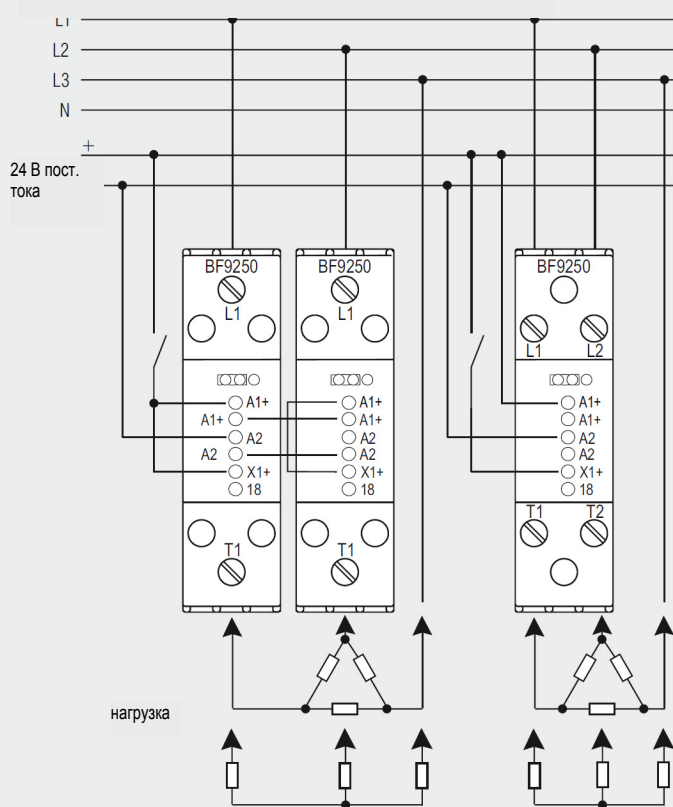 L1
L2
L3
N
+
24 В пост.
тока
BF9250
BF9250
BF9250
L1
L1
L1
L2
A1+
A1+
A1+
A1+
A1+
A1+
A2
A2
A2
A2
A2
A2
X1+
X1+
X1+
18
18
18
T1
T1
T1
T2
нагрузка